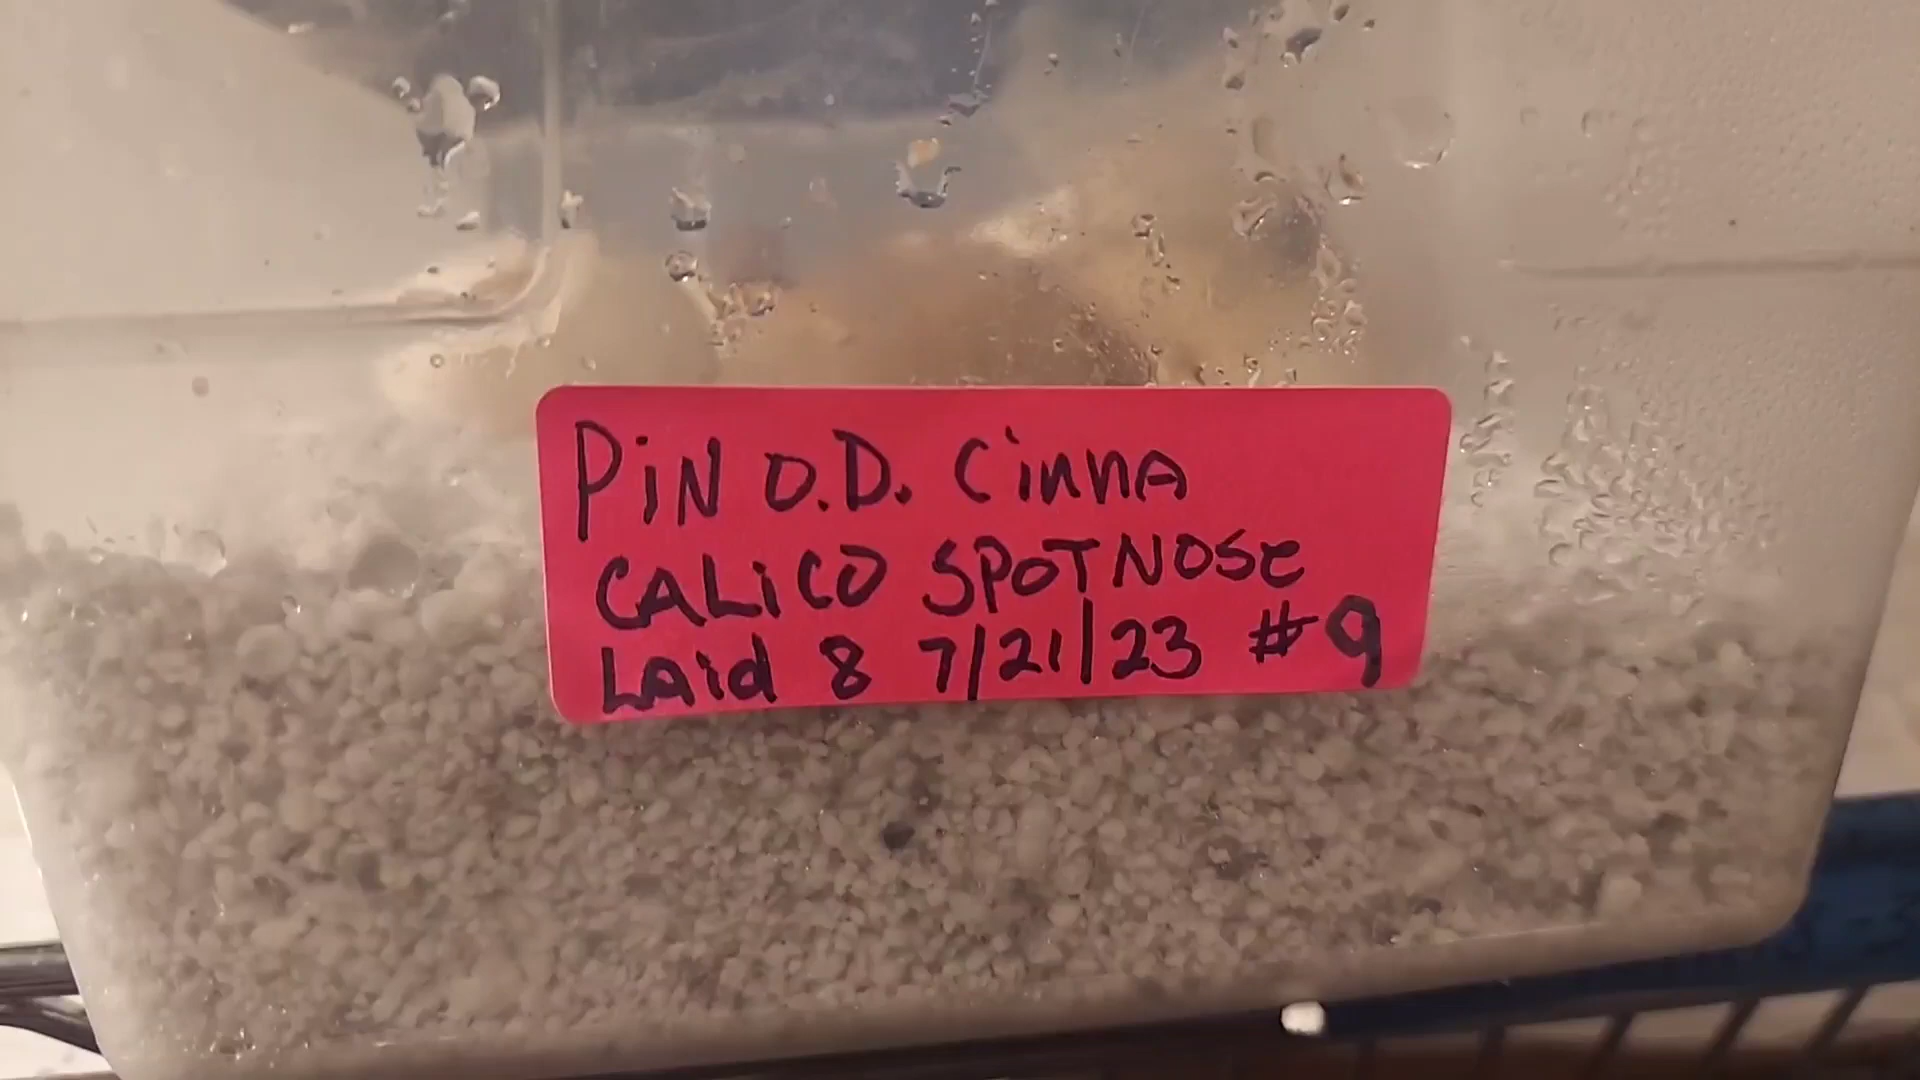 PiN O.D. CinnA
CALiCO SPOTNOSe
LAid 8 7/21/23 #9